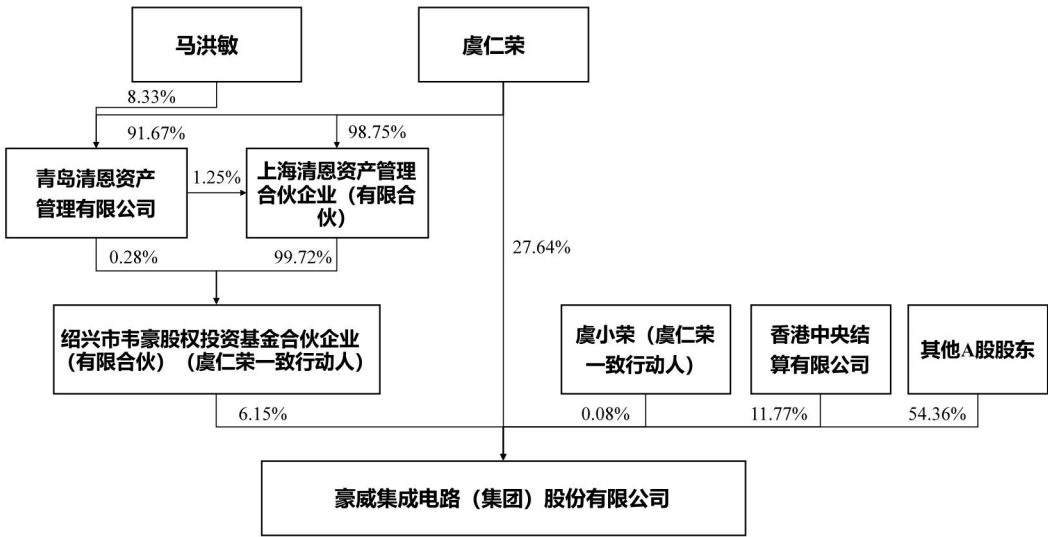 马洪敏
虞仁荣
8.33%
91.67%
98.75%
青岛清恩资产
管理有限公司
1.25%
上海清恩资产管理
合伙企业（有限合
伙）
0.28%
99.72%
27.64%
绍兴市韦豪股权投资基金合伙企业
（有限合伙）（虞仁荣一致行动人）
虞小荣（虞仁荣
一致行动人）
香港中央结
算有限公司
其他A股股东
6.15%
0.08%
11.77%
54.36%
豪威集成电路（集团）股份有限公司